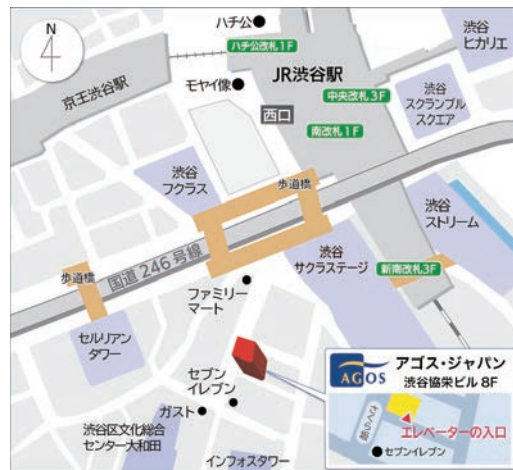 N
ハチ公
ハチ公改札1F
渋谷
ヒカリエ
京王渋谷駅
モヤイ像
JR渋谷駅
西口
中央改札3F
渋谷
スクランブル
スクエア
南改札1F
渋谷
フクラス
歩道橋
渋谷
ストリーム
歩道橋
国道246号線
渋谷
サクラステージ
新南改札3F
ファミリー
マート
セルリアン
タワー
セブン
イレブン
ガスト
渋谷区文化総合
センター大和田
インフォスタワー
AGOS
アゴス・ジャパン
渋谷協栄ビル 8F
さくら通り
エレベーターの入口
セブンイレブン